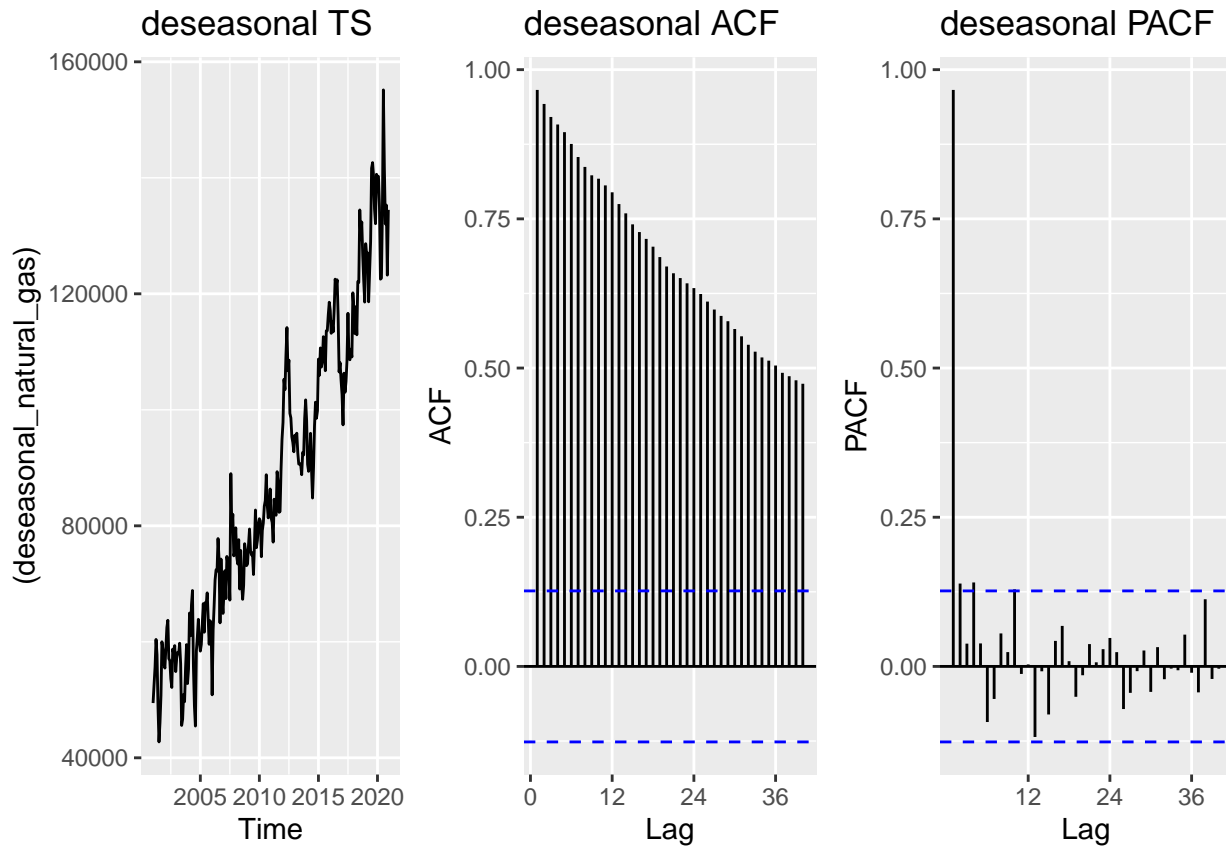 deseasonal TS
160000
120000
80000
40000
(deseasonal_natural_gas)
2005 2010 2015 2020
Time
deseasonal ACF
1.00
0.75
0.50
0.25
0.00
ACF
0 12 24 36
Lag
deseasonal PACF
1.00
0.75
0.50
0.25
0.00
PACF
12 24 36
Lag